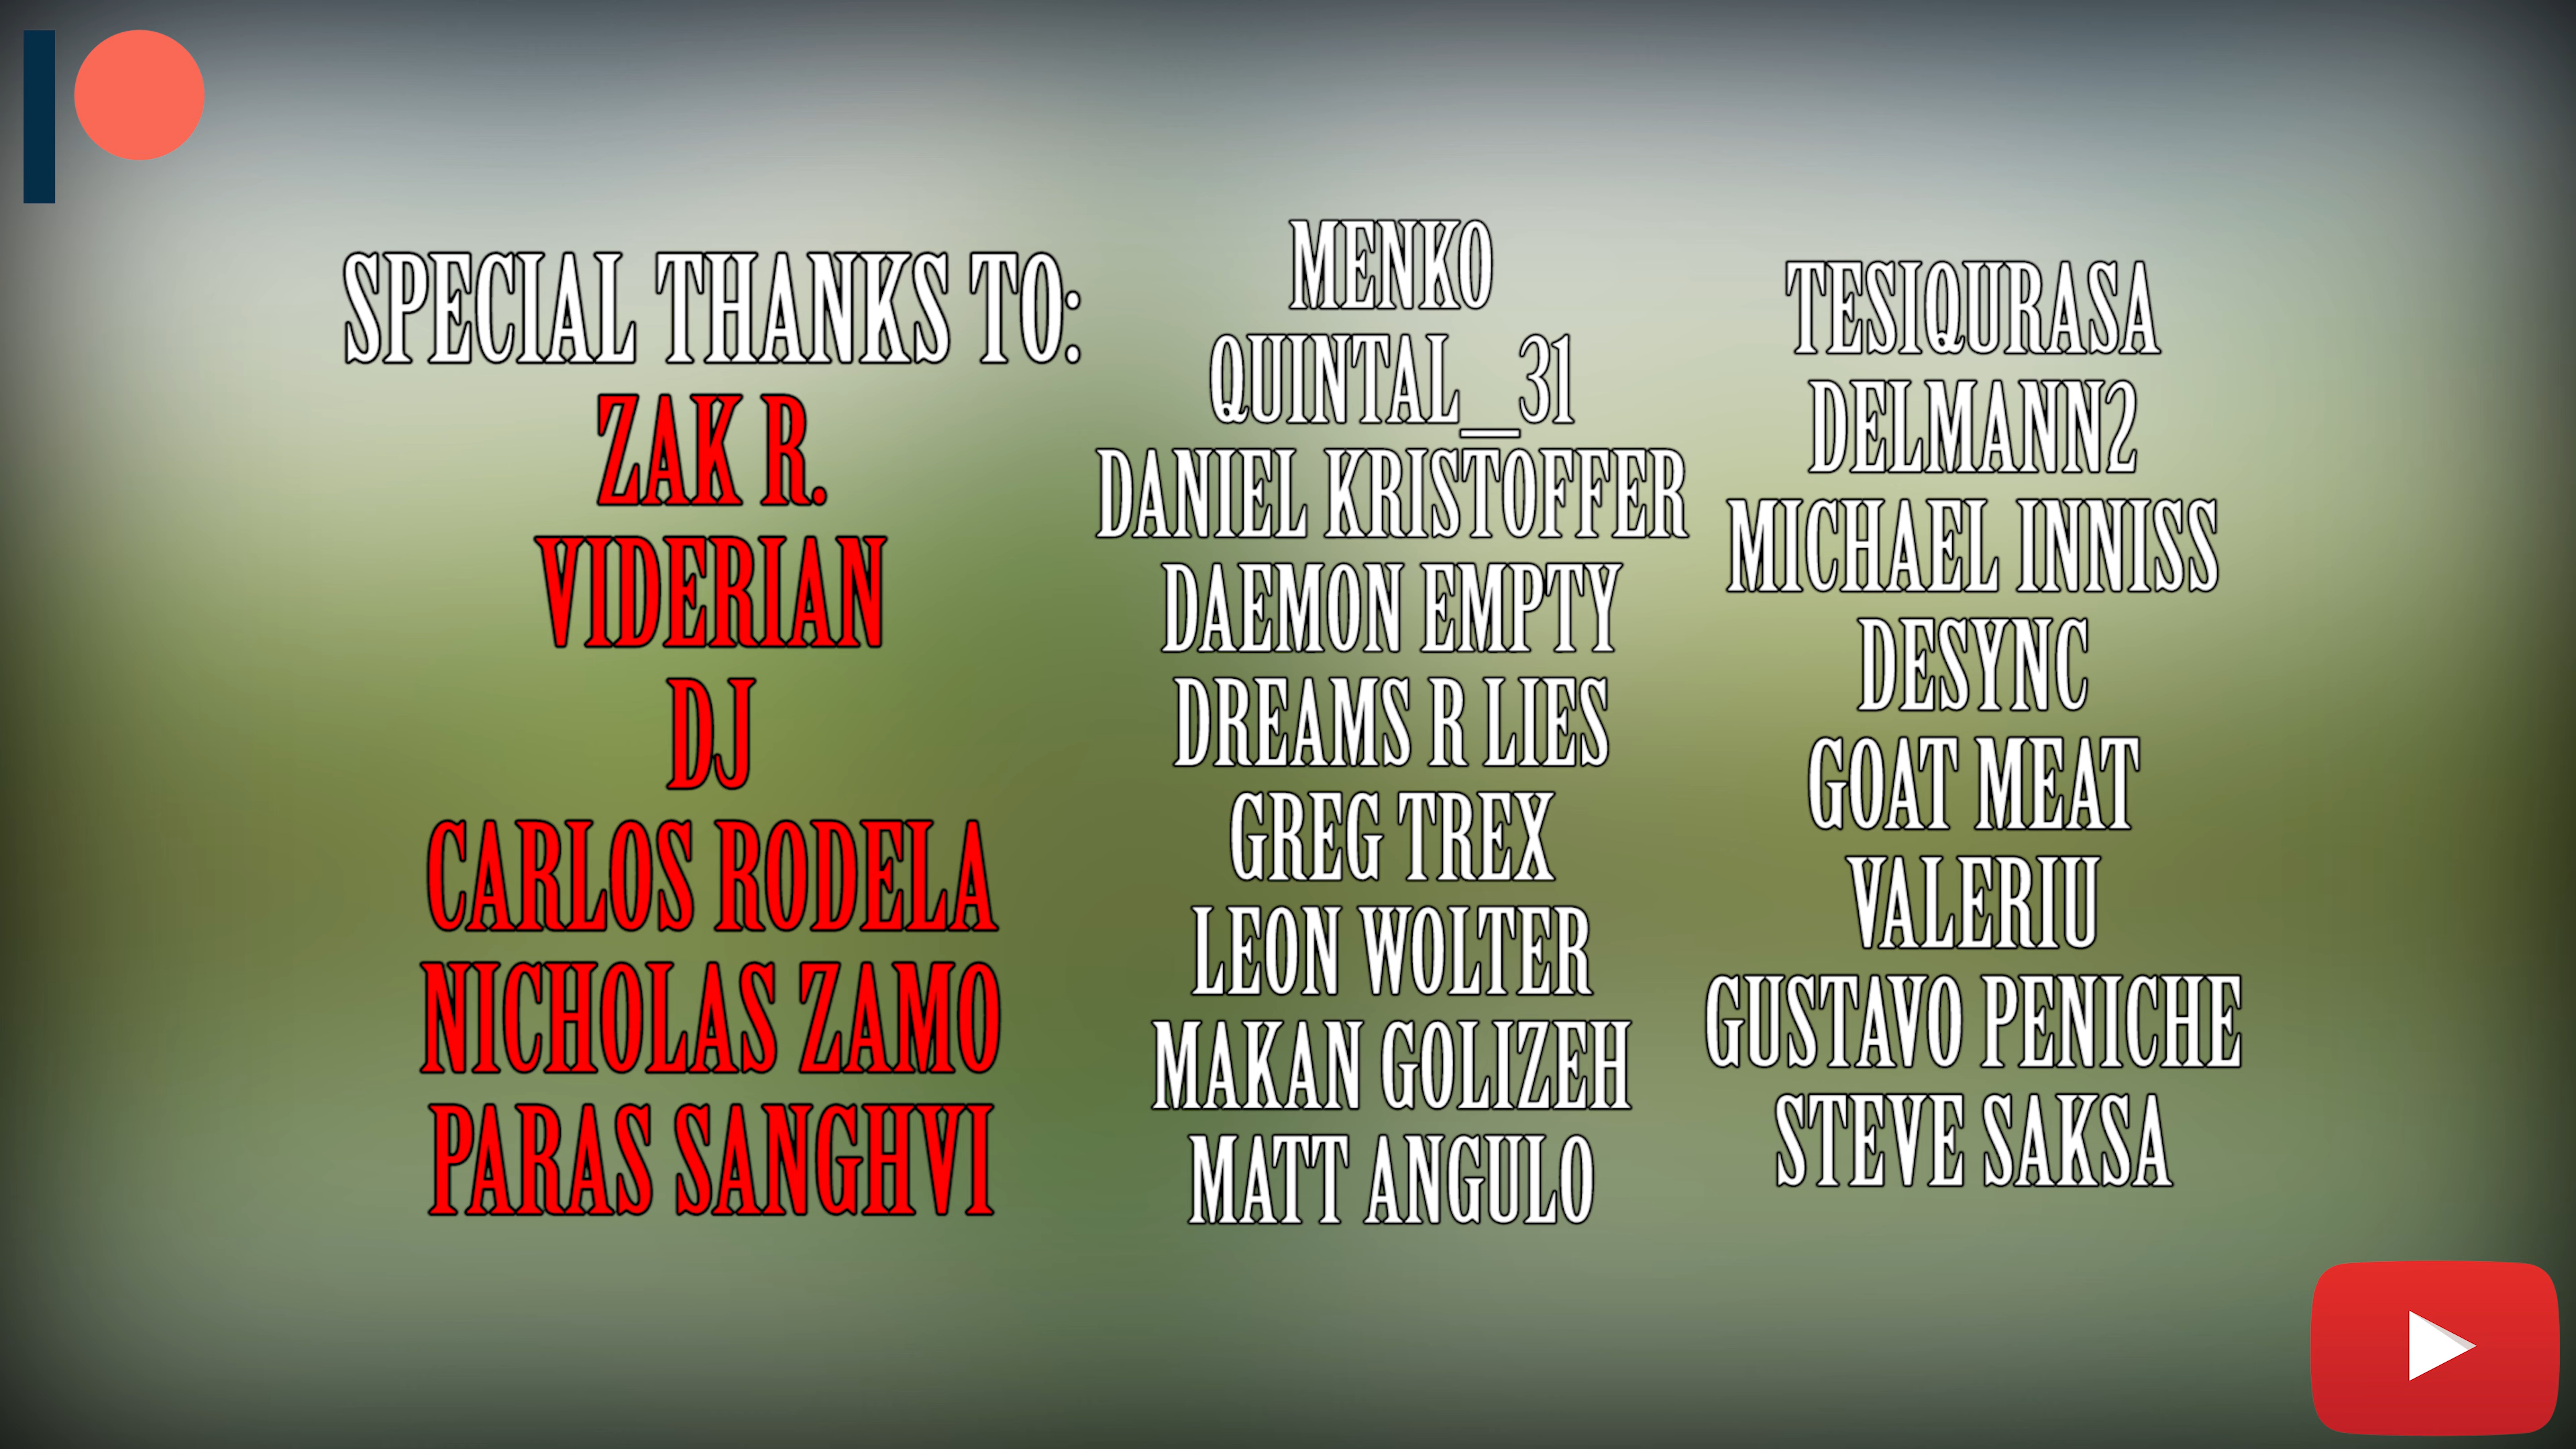 SPECIAL THANKS TO:
ZAK R.
VIDERIAN
DJ
CARLOS RODELA
NICHOLAS ZAMO
PARAS SANGHVI
MENKO
QUINTAL_31
DANIEL KRISTOFFER
DAEMON EMPTY
DREAMS R LIES
GREG TREX
LEON WOLTER
MAKAN GOLIZEH
MATT ANGULO
TESIQURASA
DELMANN2
MICHAEL INNISS
DESYNC
GOAT MEAT
VALERIU
GUSTAVO PENICHE
STEVE SAKSA